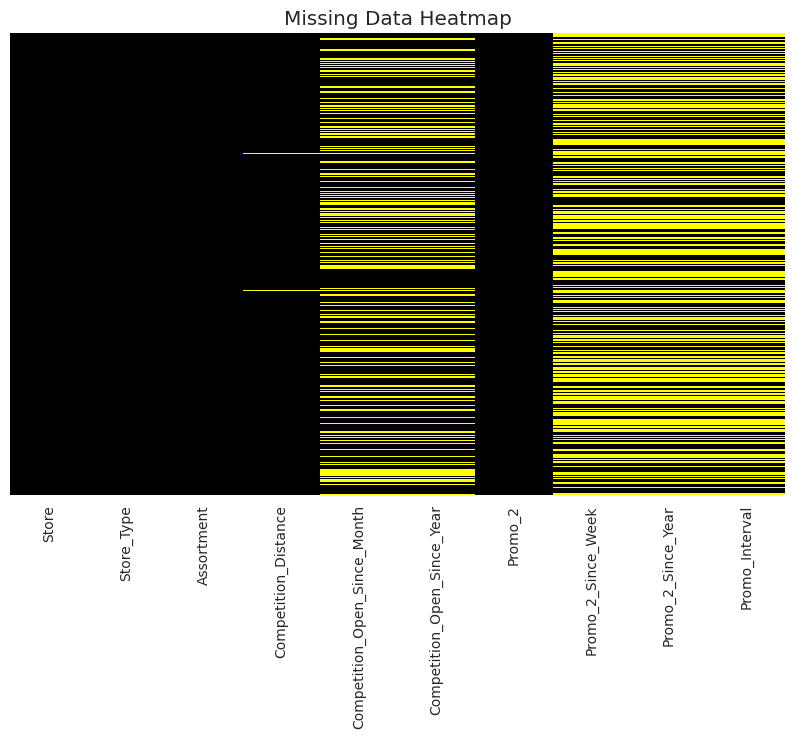 Missing Data Heatmap
Store
Store_Type
Assortment
Competition_Distance
Competition_Open_Since_Month
Competition_Open_Since_Year
Promo_2
Promo_2_Since_Week
Promo_2_Since_Year
Promo_Interval